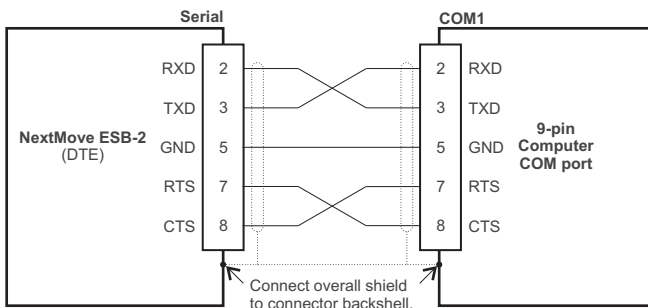 Serial
COM1
RXD 2
2 RXD
TXD 3
3 TXD
NextMove ESB-2
(DTE)
GND 5
5 GND
9-pin
Computer
COM port
RTS 7
7 RTS
CTS 8
8 CTS
Connect overall shield
to connector backshell.